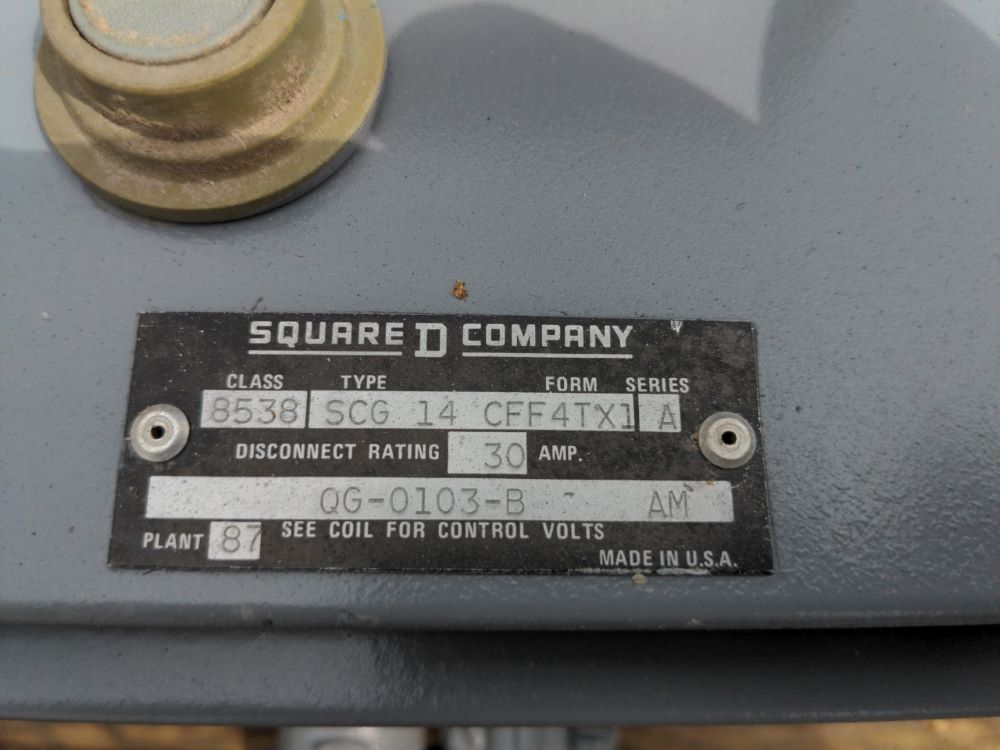 SQUARE D COMPANY
CLASS TYPE FORM SERIES
8538 SCG 14 CFF4TX1 A
DISCONNECT RATING 30 AMP.
QG-0103-B AM
PLANT 87 SEE COIL FOR CONTROL VOLTS
MADE IN U.S.A.